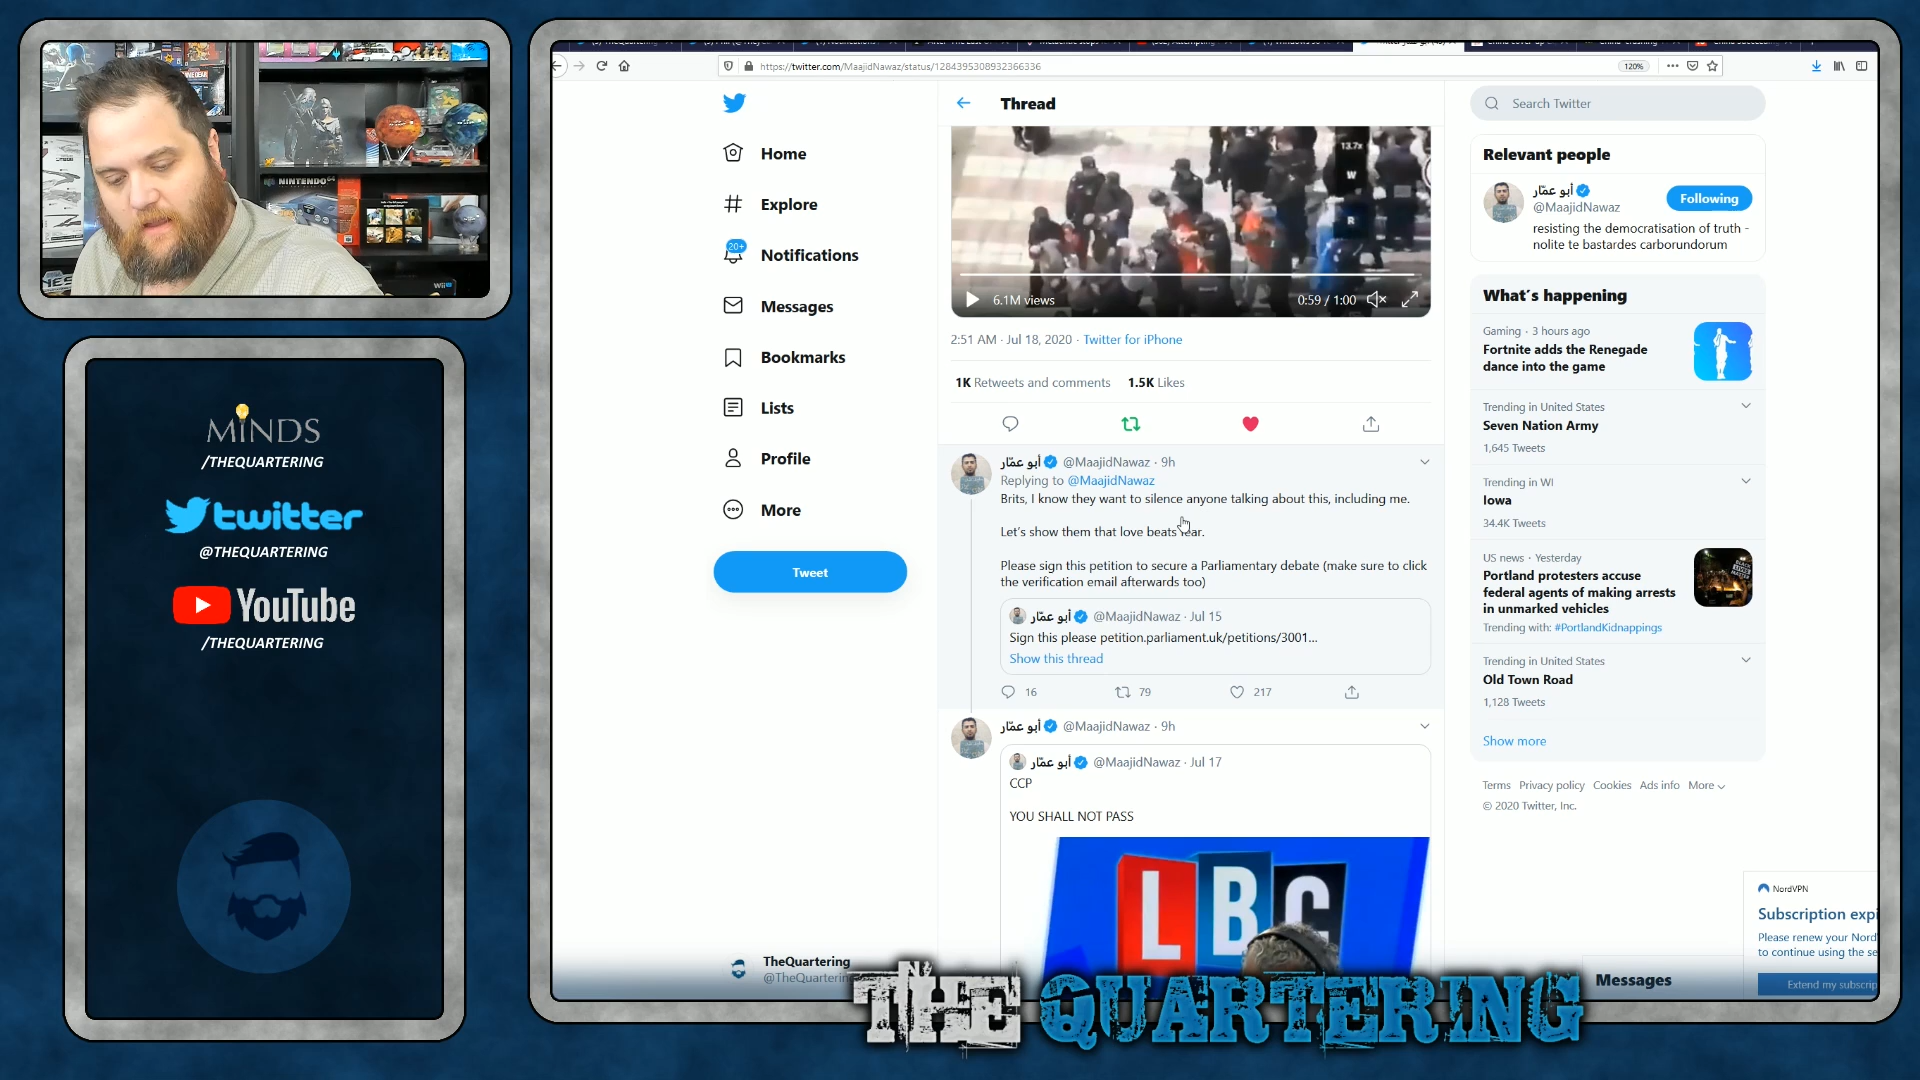 NINTENDO 64
Wii
MINDS
/THEQUARTERING
twitter
@THEQUARTERING
YouTube
/THEQUARTERING
https://twitter.com/MaajidNawaz/status/1284395308932366336
120%
Home
Explore
20+
Notifications
Messages
Bookmarks
Lists
Profile
More
Tweet
TheQuartering
Thread
13.7x
W
R
6.1M views
0:59 / 1:00
2:51 AM · Jul 18, 2020 · Twitter for iPhone
1K Retweets and comments 1.5K Likes
أبو عمّار @MaajidNawaz · 9h
Replying to @MaajidNawaz
Brits, I know they want to silence anyone talking about this, including me.
Let's show them that love beats fear.
Please sign this petition to secure a Parliamentary debate (make sure to click
the verification email afterwards too)
أبو عمّار @MaajidNawaz · Jul 15
Sign this please petition.parliament.uk/petitions/3001...
Show this thread
16 79 217
أبو عمّار @MaajidNawaz · 9h
أبو عمّار @MaajidNawaz · Jul 17
CCP
YOU SHALL NOT PASS
LBC
Search Twitter
Relevant people
أبو عمّار
@MaajidNawaz
Following
resisting the democratisation of truth -
nolite te bastardes carborundorum
What's happening
Gaming · 3 hours ago
Fortnite adds the Renegade
dance into the game
Trending in United States
Seven Nation Army
1,645 Tweets
Trending in WI
Iowa
34.4K Tweets
US news · Yesterday
Portland protesters accuse
federal agents of making arrests
in unmarked vehicles
Trending with: #PortlandKidnappings
Trending in United States
Old Town Road
1,128 Tweets
Show more
Terms Privacy policy Cookies Ads info More
© 2020 Twitter, Inc.
NordVPN
Subscription expi
Please renew your Nord
to continue using the se
Extend my subscrip
Messages
THE QUARTERING